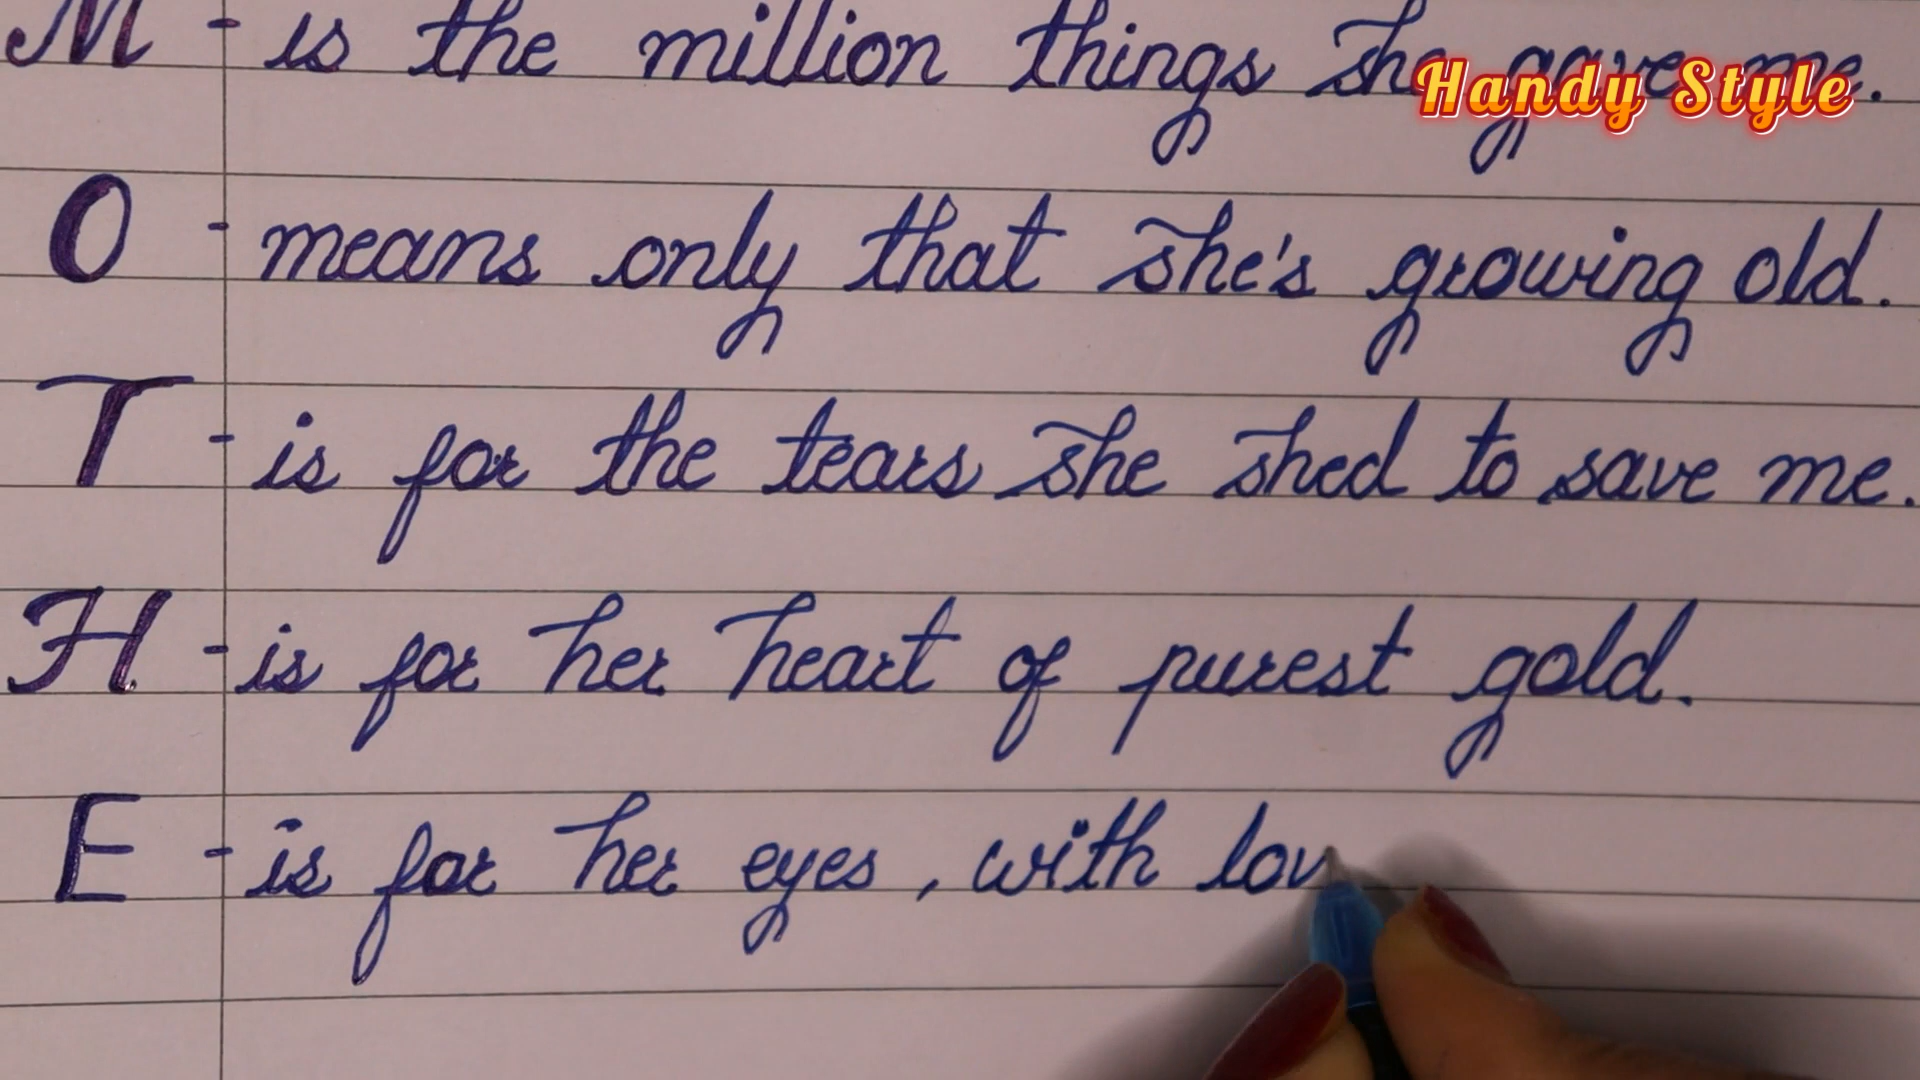 M - is the million things she gave me.
Handy Style
O - means only that she's growing old.
T - is for the tears she shed to save me.
H - is for her heart of purest gold.
E - is for her eyes, with lov